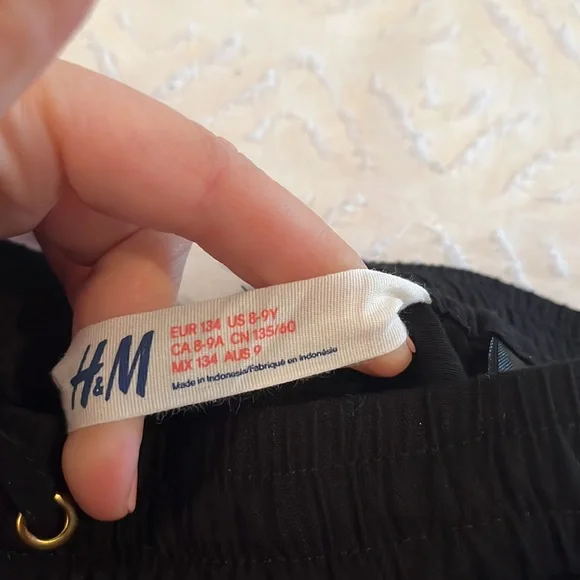 H&M
EUR 134 US 8-9Y
CA 8-9A CN 135/60
MX 134 AUS 9
Made in Indonesia/Fabriqué en Indonésie